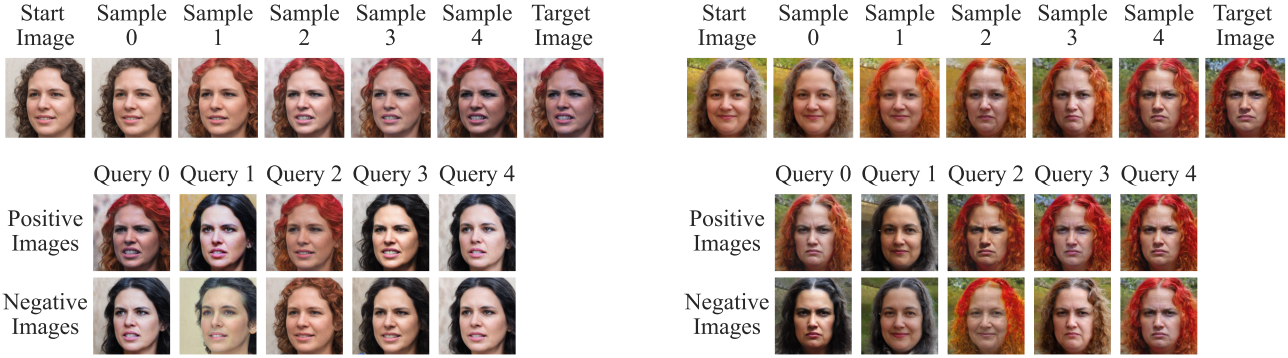 Start Image Sample 0 Sample 1 Sample 2 Sample 3 Sample 4 Target Image
Query 0 Query 1 Query 2 Query 3 Query 4
Positive Images
Negative Images
Start Image Sample 0 Sample 1 Sample 2 Sample 3 Sample 4 Target Image
Query 0 Query 1 Query 2 Query 3 Query 4
Positive Images
Negative Images